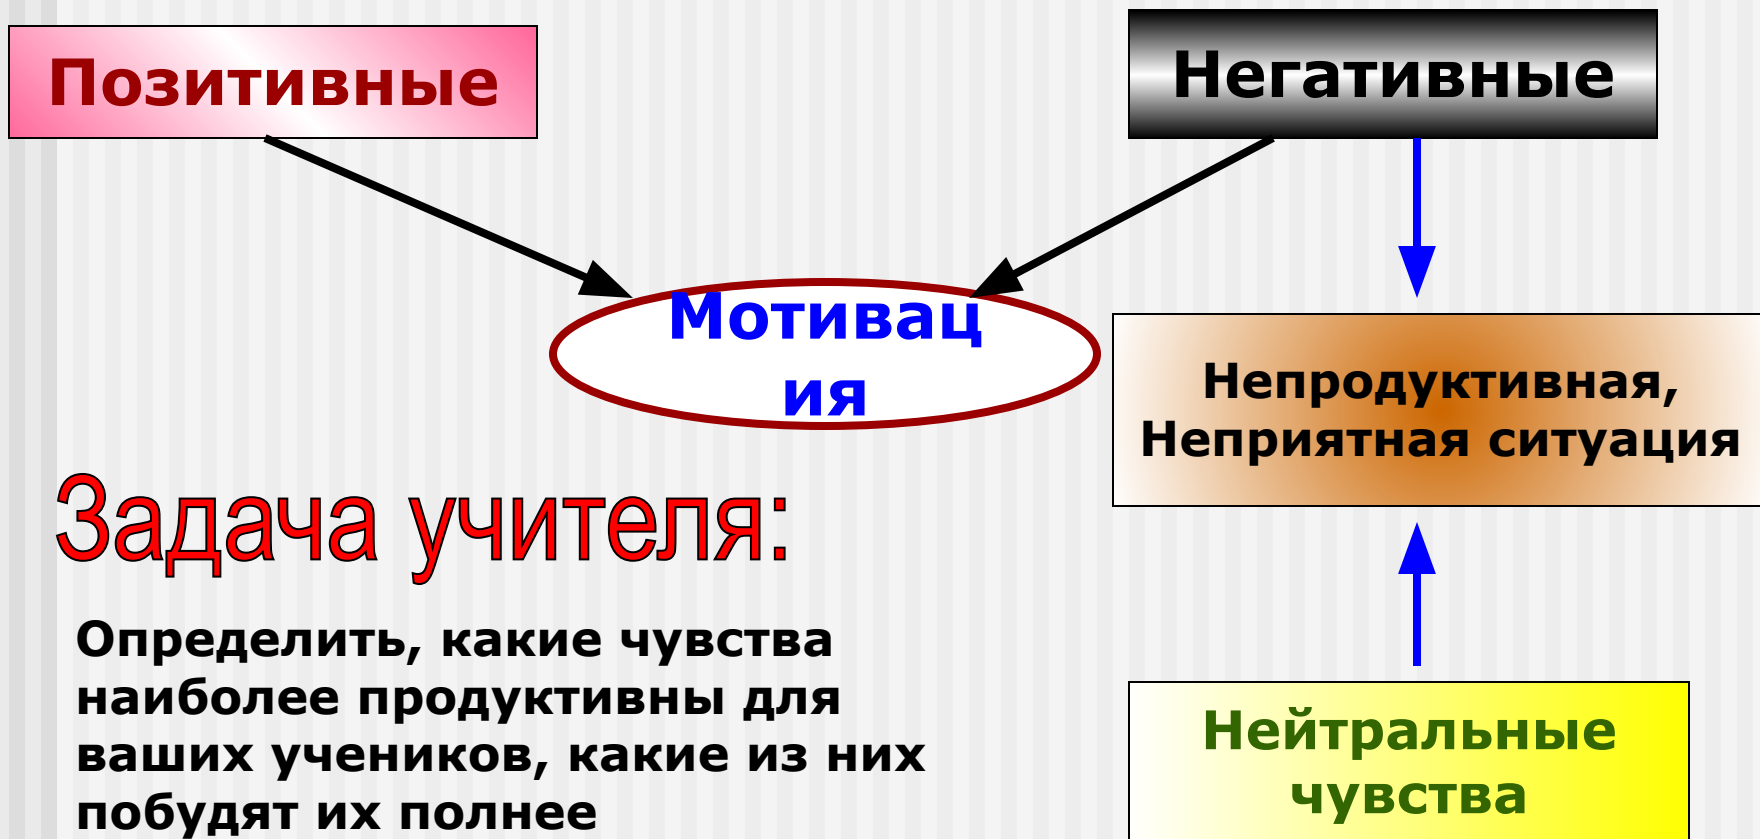 Позитивные
Негативные
Мотивац
ия
Непродуктивная,
Неприятная ситуация
Задача учителя:
Определить, какие чувства
наиболее продуктивны для
ваших учеников, какие из них
побудят их полнее
Нейтральные
чувства